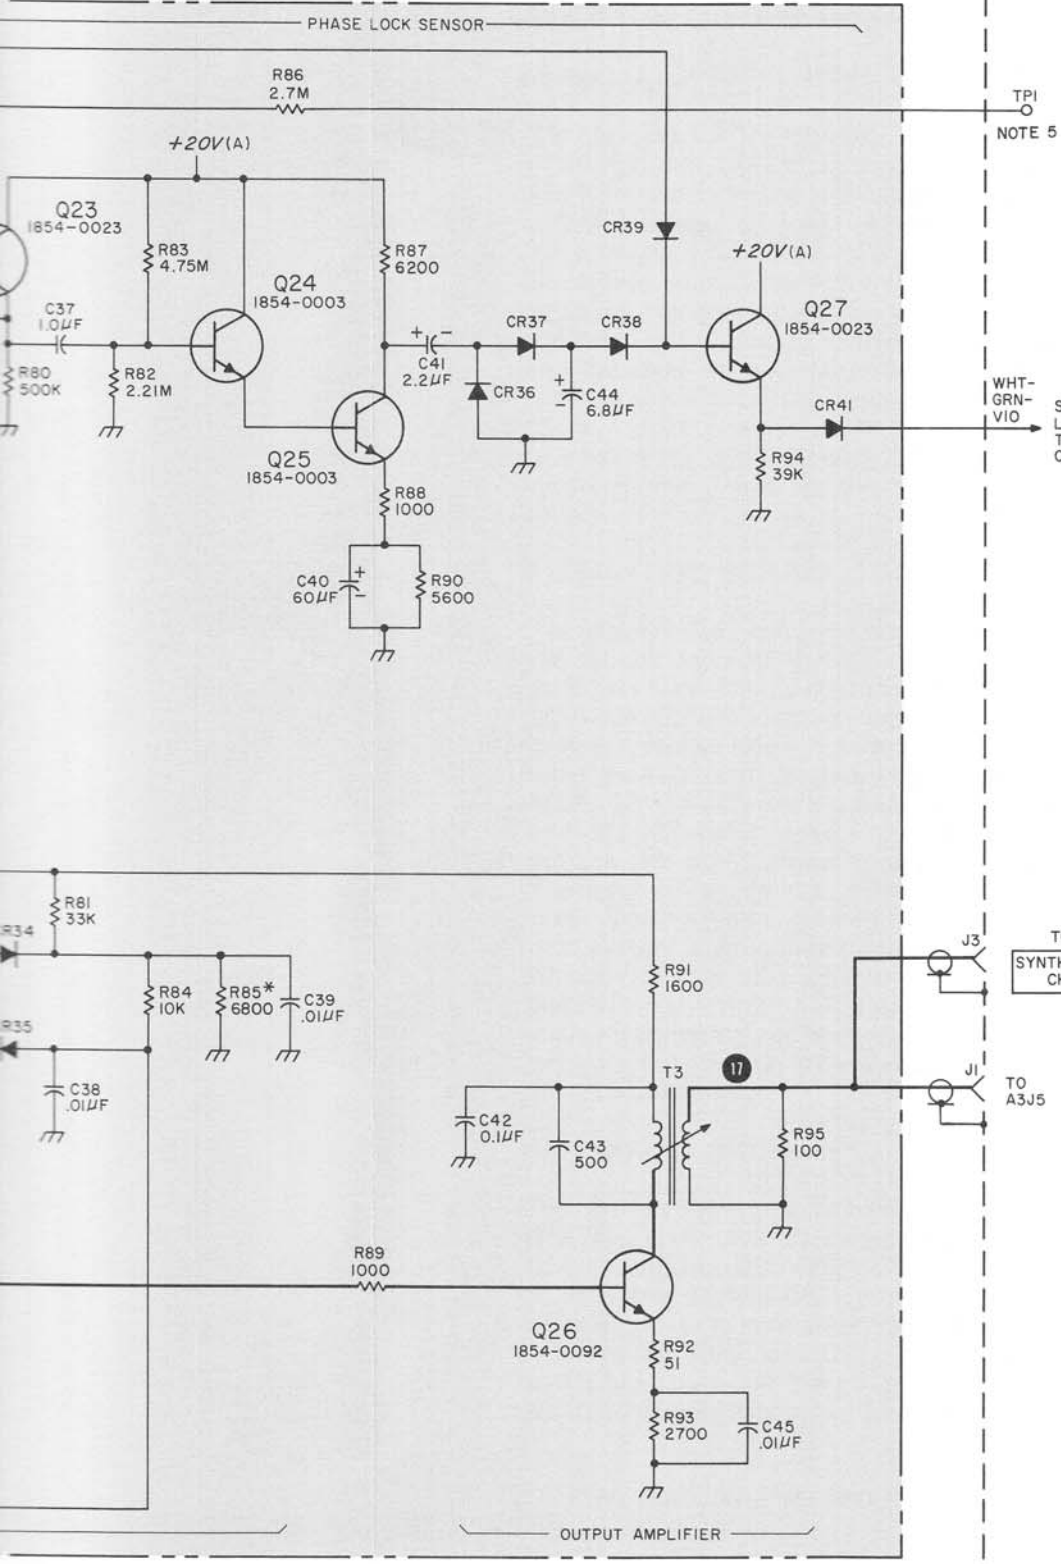 PHASE LOCK SENSOR
R86
2.7M
TP1
NOTE 5
+20V(A)
Q23
1854-0023
R83
4.75M
R87
6200
CR39
+20V(A)
Q24
1854-0003
Q27
1854-0023
C37
1.0µF
CR37
CR38
+
-
C41
2.2µF
R80
500K
R82
2.21M
CR36
+
-
C44
6.8µF
WHT-
GRN-
VIO
CR41
S
L
T
C
Q25
1854-0003
R94
39K
R88
1000
C40
60µF
+
-
R90
5600
R81
33K
R34
J3
T
SYNTH
CH
R84
10K
R85*
6800
C39
.01µF
R91
1600
R35
C38
.01µF
T3
17
J1
TO
A3J5
C42
0.1µF
C43
500
R95
100
R89
1000
Q26
1854-0092
R92
51
R93
2700
C45
.01µF
OUTPUT AMPLIFIER